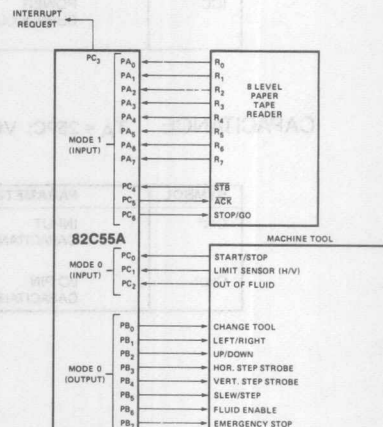 INTERRUPT
REQUEST
PC3
MODE 1
(INPUT)
PA0
PA1
PA2
PA3
PA4
PA5
PA6
PA7
R0
R1
R2
R3
R4
R5
R6
R7
8 LEVEL
PAPER
TAPE
READER
PC4
PC5
PC6
STB
ACK
STOP/GO
82C55A
MACHINE TOOL
MODE 0
(INPUT)
PC0
PC1
PC2
START/STOP
LIMIT SENSOR (H/V)
OUT OF FLUID
MODE 0
(OUTPUT)
PB0
PB1
PB2
PB3
PB4
PB5
PB6
PB7
CHANGE TOOL
LEFT/RIGHT
UP/DOWN
HOR. STEP STROBE
VERT. STEP STROBE
SLEW/STEP
FLUID ENABLE
EMERGENCY STOP